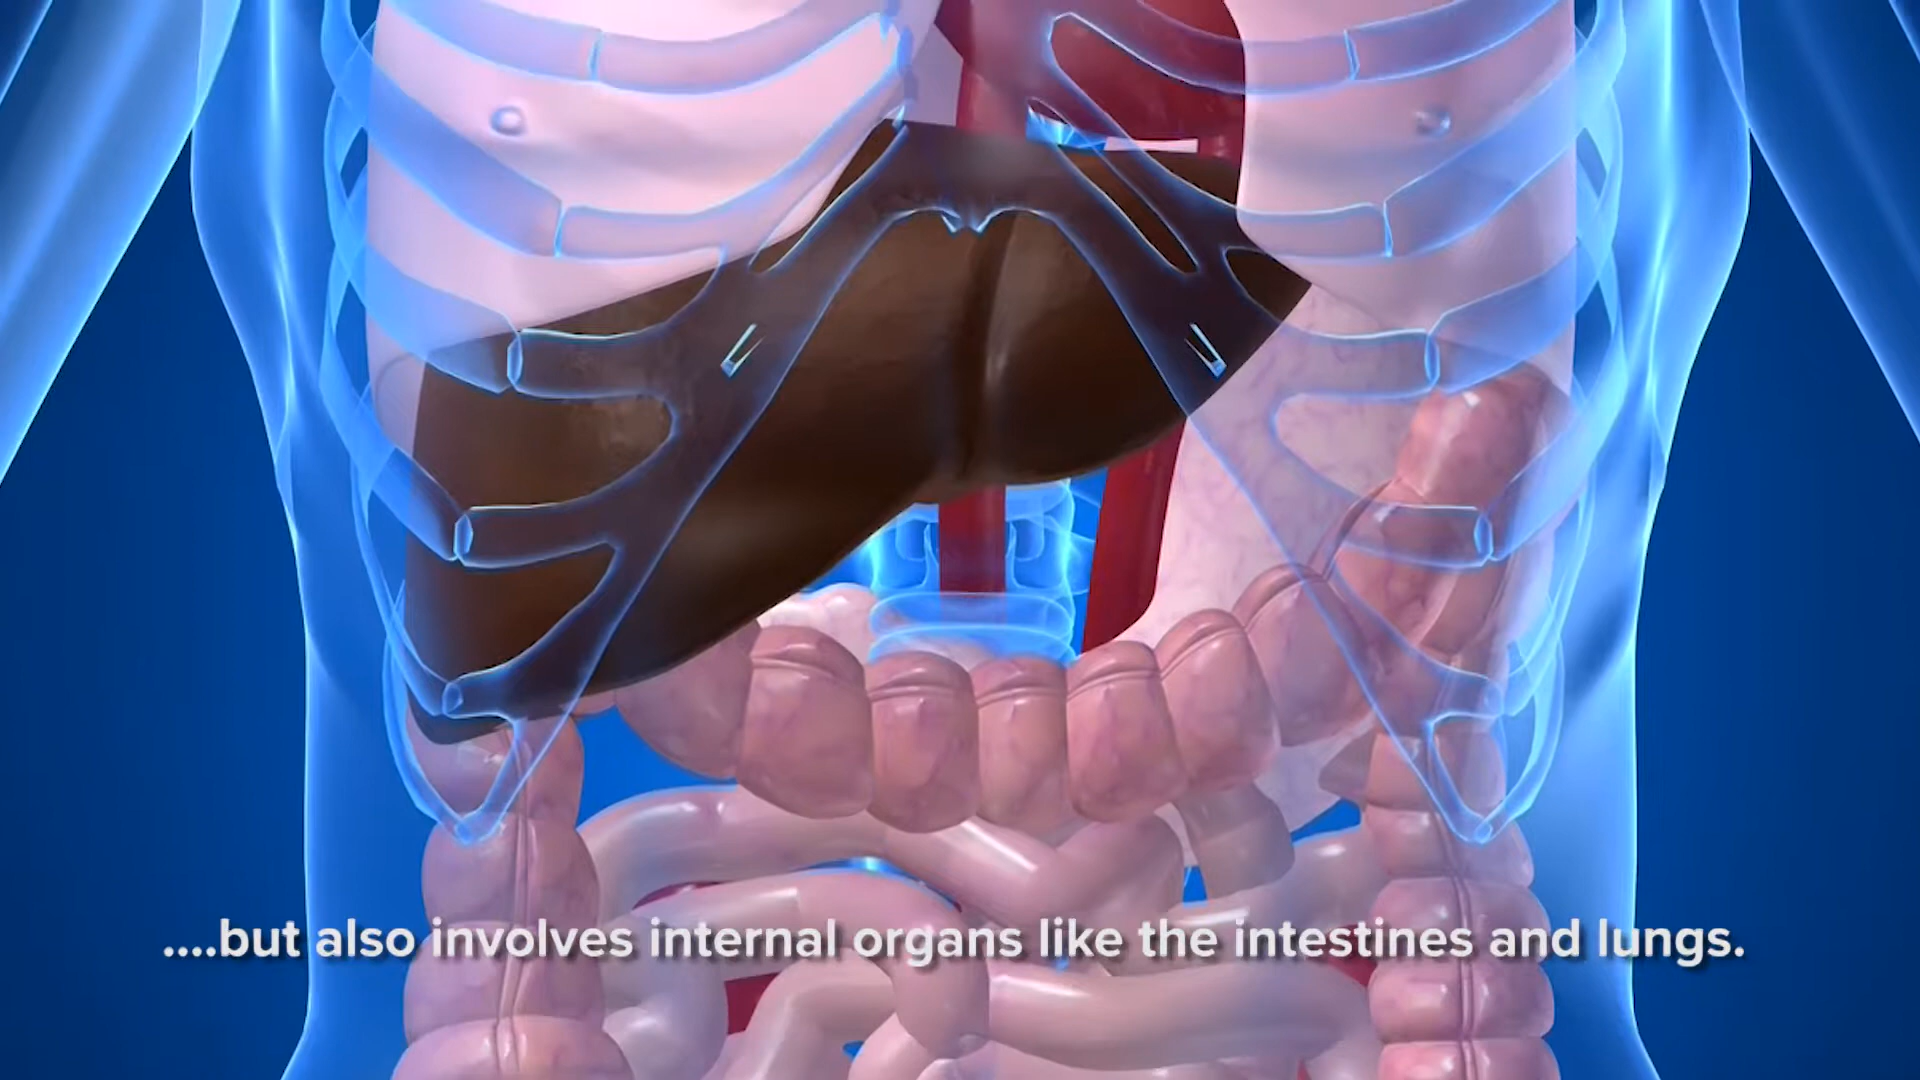 ....but also involves internal organs like the intestines and lungs.